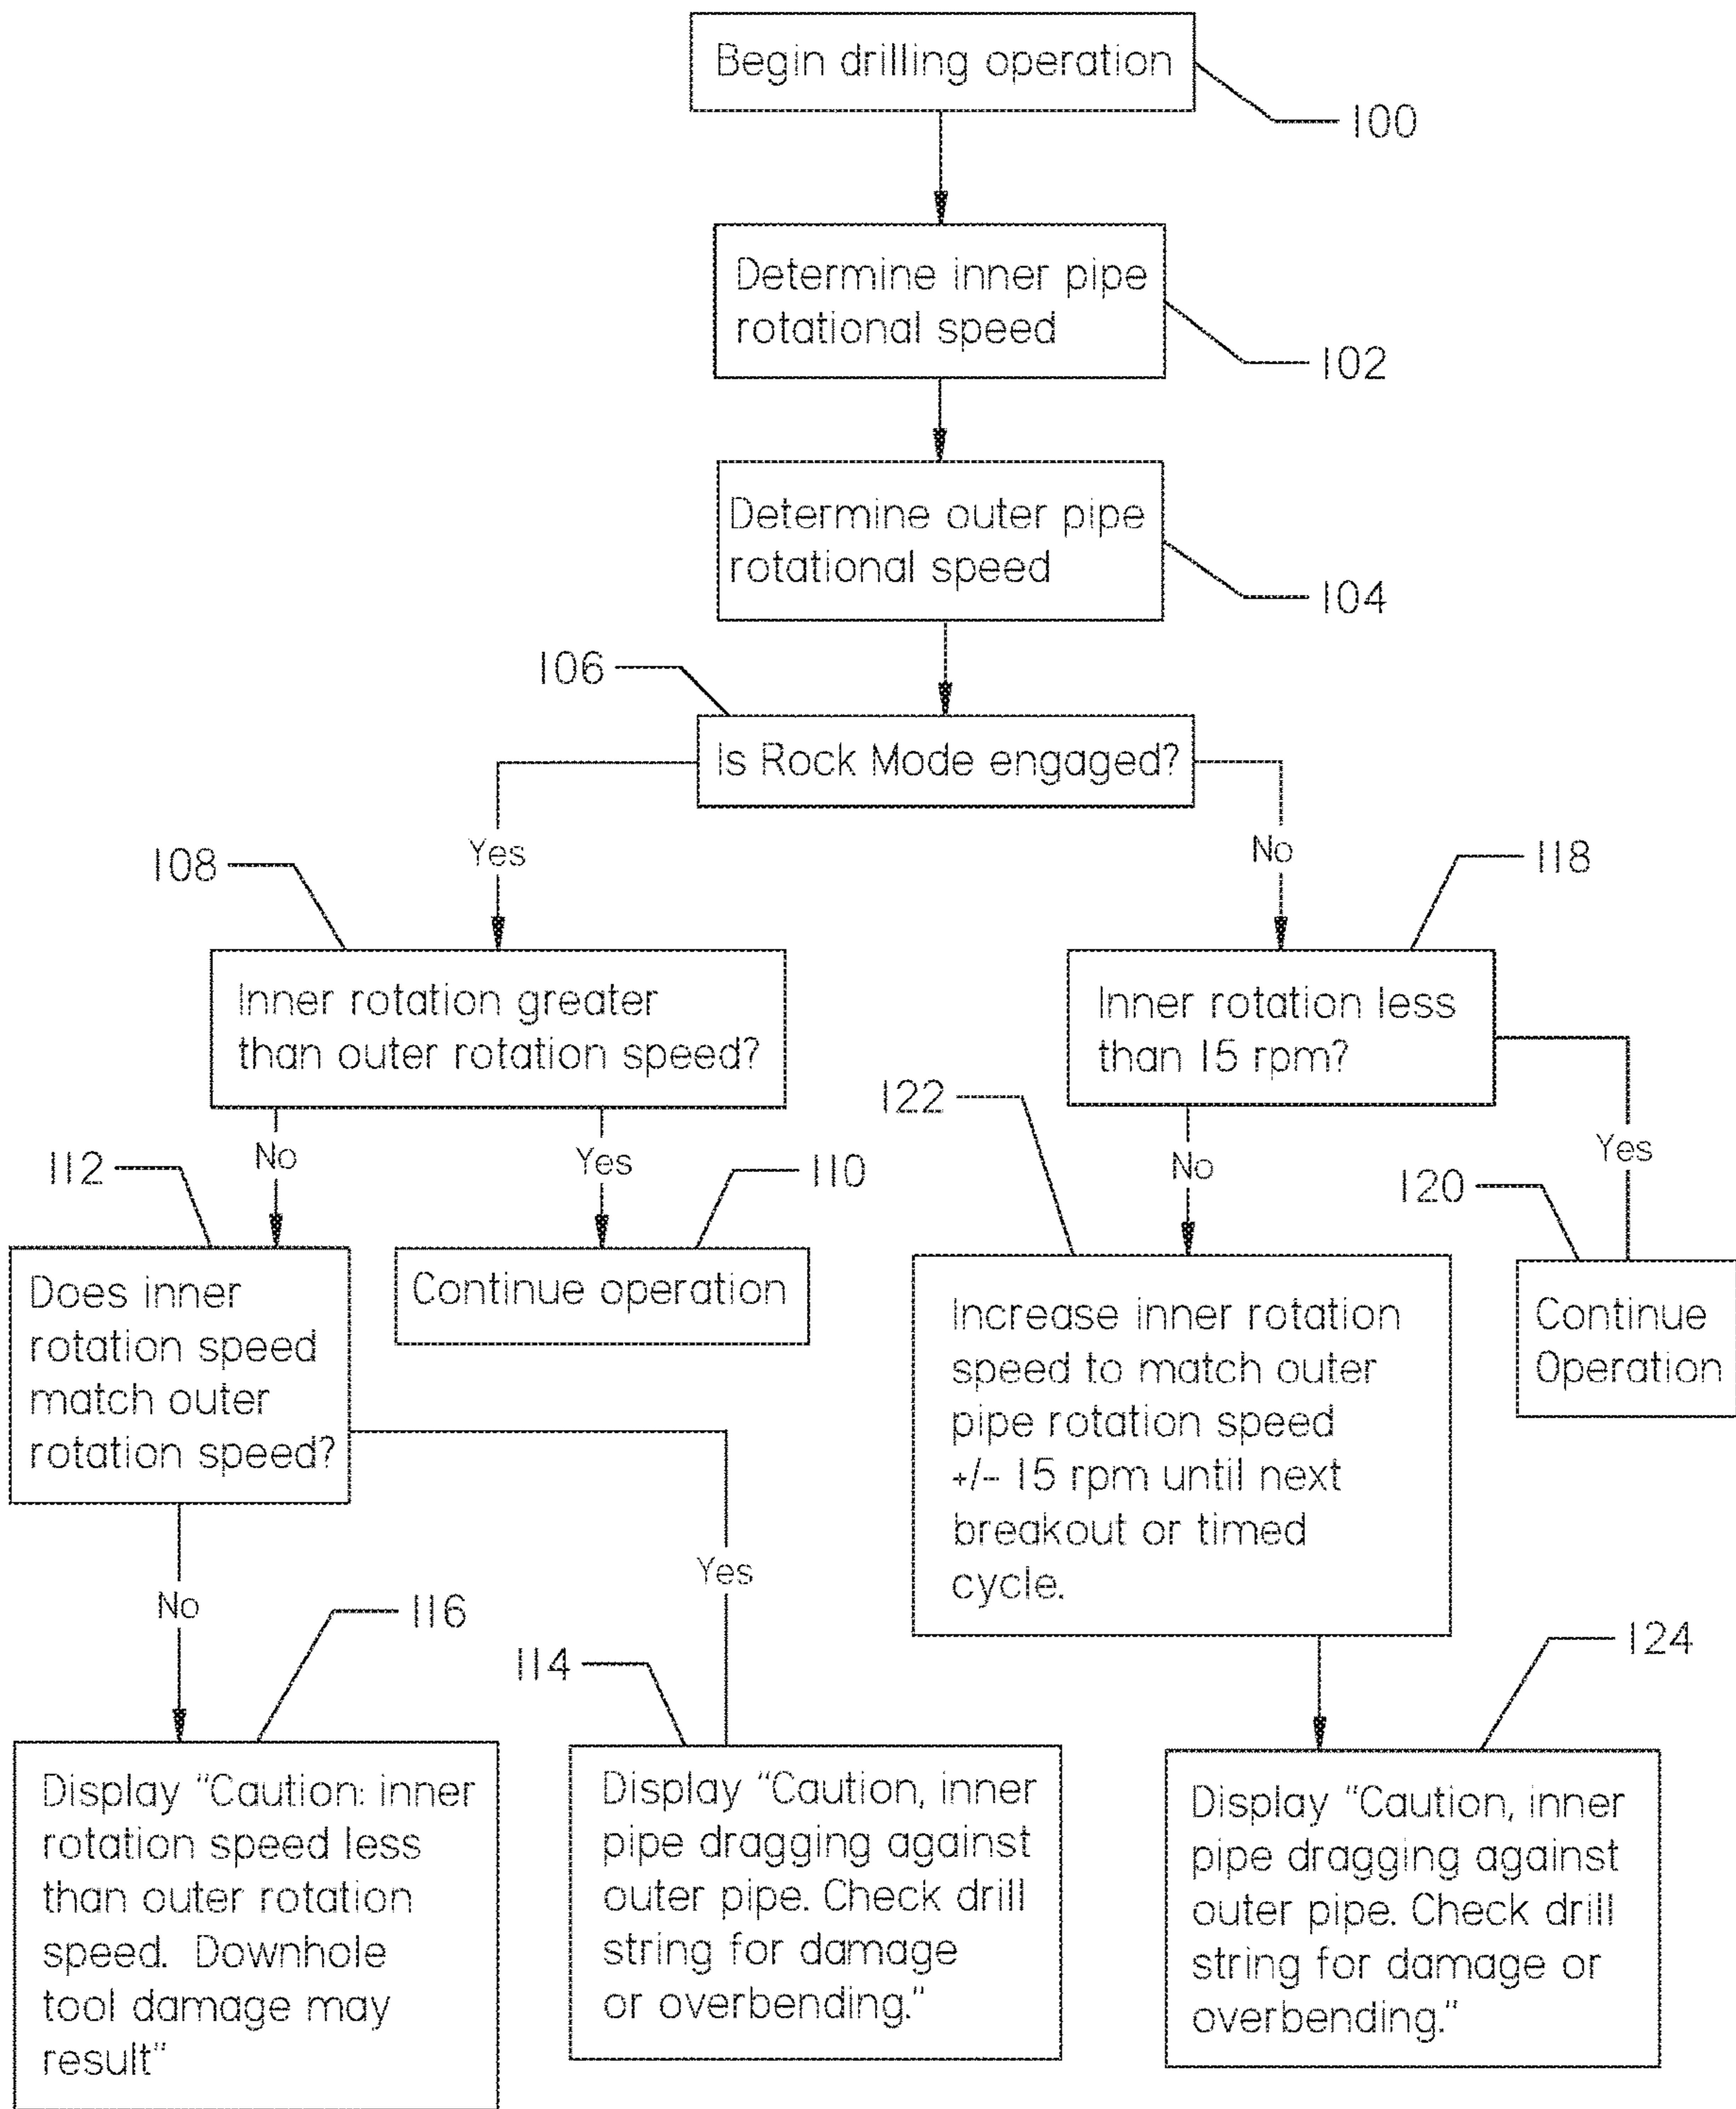 Begin drilling operation
100
Determine inner pipe
rotational speed
102
Determine outer pipe
rotational speed
104
106
Is Rock Mode engaged?
Yes
No
108
118
Inner rotation greater
than outer rotation speed?
Inner rotation less
than 15 rpm?
112
No
Yes
110
122
No
Yes
120
Does inner
rotation speed
match outer
rotation speed?
Continue operation
Increase inner rotation
speed to match outer
pipe rotation speed
+/- 15 rpm until next
breakout or timed
cycle.
Continue
Operation
No
116
Yes
114
124
Display "Caution: inner
rotation speed less
than outer rotation
speed. Downhole
tool damage may
result"
Display "Caution, inner
pipe dragging against
outer pipe. Check drill
string for damage
or overbending."
Display "Caution, inner
pipe dragging against
outer pipe. Check drill
string for damage or
overbending."